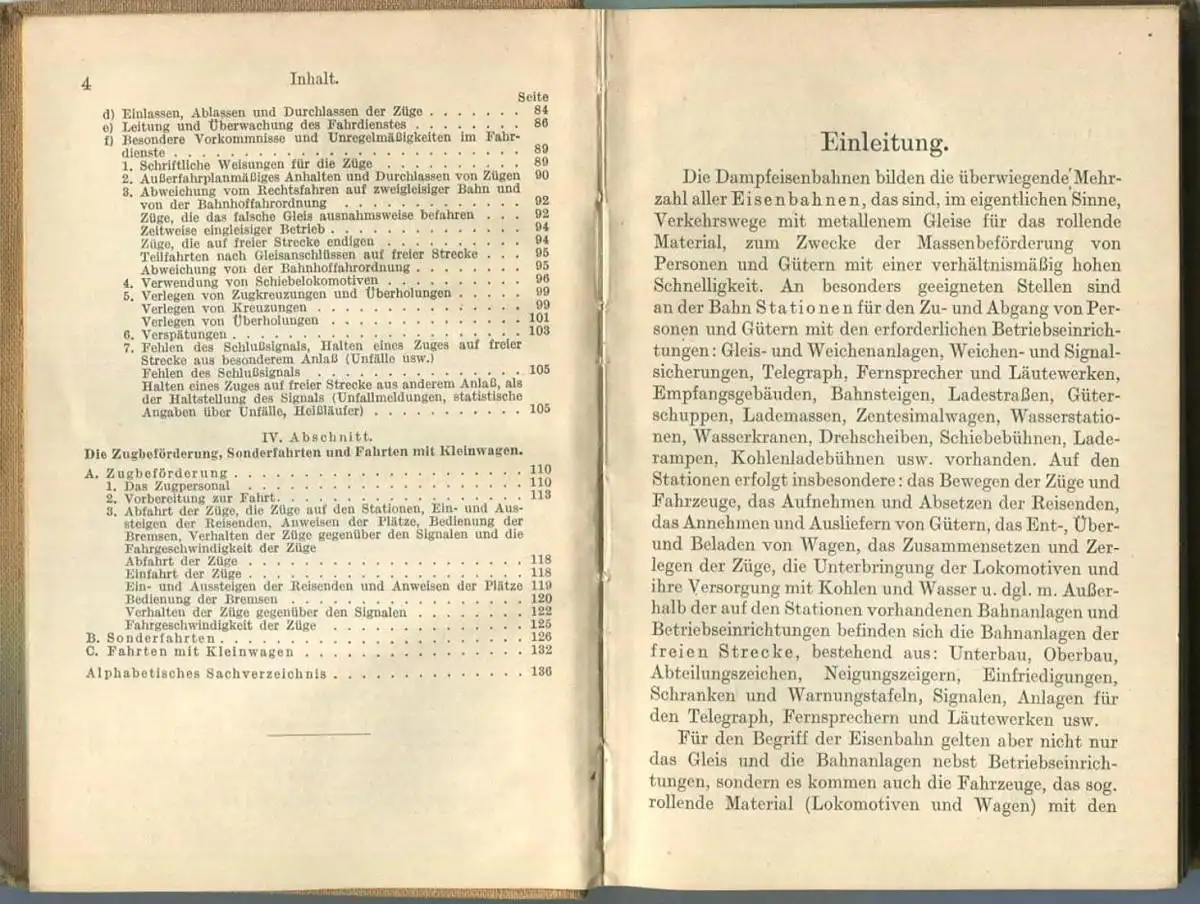 4
Inhalt.
Seite
d) Einlassen, Ablassen und Durchlassen der Züge . . . . . . . 84
e) Leitung und Überwachung des Fahrdienstes . . . . . . . . 86
f) Besondere Vorkommnisse und Unregelmäßigkeiten im Fahr-
dienste . . . . . . . . . . . . . . . . . . . . . . . . . . 89
1. Schriftliche Weisungen für die Züge . . . . . . . . . . 89
2. Außerfahrplanmäßiges Anhalten und Durchlassen von Zügen 90
3. Abweichung vom Rechtsfahren auf zweigleisiger Bahn und
von der Bahnhoffahrordnung . . . . . . . . . . . . . 92
Züge, die das falsche Gleis ausnahmsweise befahren . . . 92
Zeitweise eingleisiger Betrieb . . . . . . . . . . . . . . 94
Züge, die auf freier Strecke endigen . . . . . . . . . . 94
Teilfahrten nach Gleisanschlüssen auf freier Strecke . . . 95
Abweichung von der Bahnhoffahrordnung . . . . . . . . 95
4. Verwendung von Schiebelokomotiven . . . . . . . . . . 96
5. Verlegen von Zugkreuzungen und Überholungen . . . . . 99
Verlegen von Kreuzungen . . . . . . . . . . . . . . . 99
Verlegen von Überholungen . . . . . . . . . . . . . . 101
6. Verspätungen . . . . . . . . . . . . . . . . . . . . . 103
7. Fehlen des Schlußsignals, Halten eines Zuges auf freier
Strecke aus besonderem Anlaß (Unfälle usw.)
Fehlen des Schlußsignals . . . . . . . . . . . . . . . 105
Halten eines Zuges auf freier Strecke aus anderem Anlaß, als
der Haltstellung des Signals (Unfallmeldungen, statistische
Angaben über Unfälle, Heißläufer) . . . . . . . . . . . 105
IV. Abschnitt.
Die Zugbeförderung, Sonderfahrten und Fahrten mit Kleinwagen.
A. Zugbeförderung . . . . . . . . . . . . . . . . . . . . . 110
1. Das Zugpersonal . . . . . . . . . . . . . . . . . . . 110
2. Vorbereitung zur Fahrt. . . . . . . . . . . . . . . . . 113
3. Abfahrt der Züge, die Züge auf den Stationen, Ein- und Aus-
steigen der Reisenden, Anweisen der Plätze, Bedienung der
Bremsen, Verhalten der Züge gegenüber den Signalen und die
Fahrgeschwindigkeit der Züge
Abfahrt der Züge . . . . . . . . . . . . . . . . . . . 118
Einfahrt der Züge . . . . . . . . . . . . . . . . . . . 118
Ein- und Aussteigen der Reisenden und Anweisen der Plätze 119
Bedienung der Bremsen . . . . . . . . . . . . . . . . 120
Verhalten der Züge gegenüber den Signalen . . . . . . . 122
Fahrgeschwindigkeit der Züge . . . . . . . . . . . . . 125
B. Sonderfahrten . . . . . . . . . . . . . . . . . . . . . . 126
C. Fahrten mit Kleinwagen . . . . . . . . . . . . . . . . 132
Alphabetisches Sachverzeichnis . . . . . . . . . . . . . . 136
Einleitung.
Die Dampfeisenbahnen bilden die überwiegende Mehr-
zahl aller Eisenbahnen, das sind, im eigentlichen Sinne,
Verkehrswege mit metallenem Gleise für das rollende
Material, zum Zwecke der Massenbeförderung von
Personen und Gütern mit einer verhältnismäßig hohen
Schnelligkeit. An besonders geeigneten Stellen sind
an der Bahn Stationen für den Zu- und Abgang von Per-
sonen und Gütern mit den erforderlichen Betriebseinrich-
tungen: Gleis- und Weichenanlagen, Weichen- und Signal-
sicherungen, Telegraph, Fernsprecher und Läutewerken,
Empfangsgebäuden, Bahnsteigen, Ladestraßen, Güter-
schuppen, Lademassen, Zentesimalwagen, Wasserstatio-
nen, Wasserkranen, Drehscheiben, Schiebebühnen, Lade-
rampen, Kohlenladebühnen usw. vorhanden. Auf den
Stationen erfolgt insbesondere: das Bewegen der Züge und
Fahrzeuge, das Aufnehmen und Absetzen der Reisenden,
das Annehmen und Ausliefern von Gütern, das Ent-, Über-
und Beladen von Wagen, das Zusammensetzen und Zer-
legen der Züge, die Unterbringung der Lokomotiven und
ihre Versorgung mit Kohlen und Wasser u. dgl. m. Außer-
halb der auf den Stationen vorhandenen Bahnanlagen und
Betriebseinrichtungen befinden sich die Bahnanlagen der
freien Strecke, bestehend aus: Unterbau, Oberbau,
Abteilungszeichen, Neigungszeigern, Einfriedigungen,
Schranken und Warnungstafeln, Signalen, Anlagen für
den Telegraph, Fernsprechern und Läutewerken usw.
Für den Begriff der Eisenbahn gelten aber nicht nur
das Gleis und die Bahnanlagen nebst Betriebseinrich-
tungen, sondern es kommen auch die Fahrzeuge, das sog.
rollende Material (Lokomotiven und Wagen) mit den